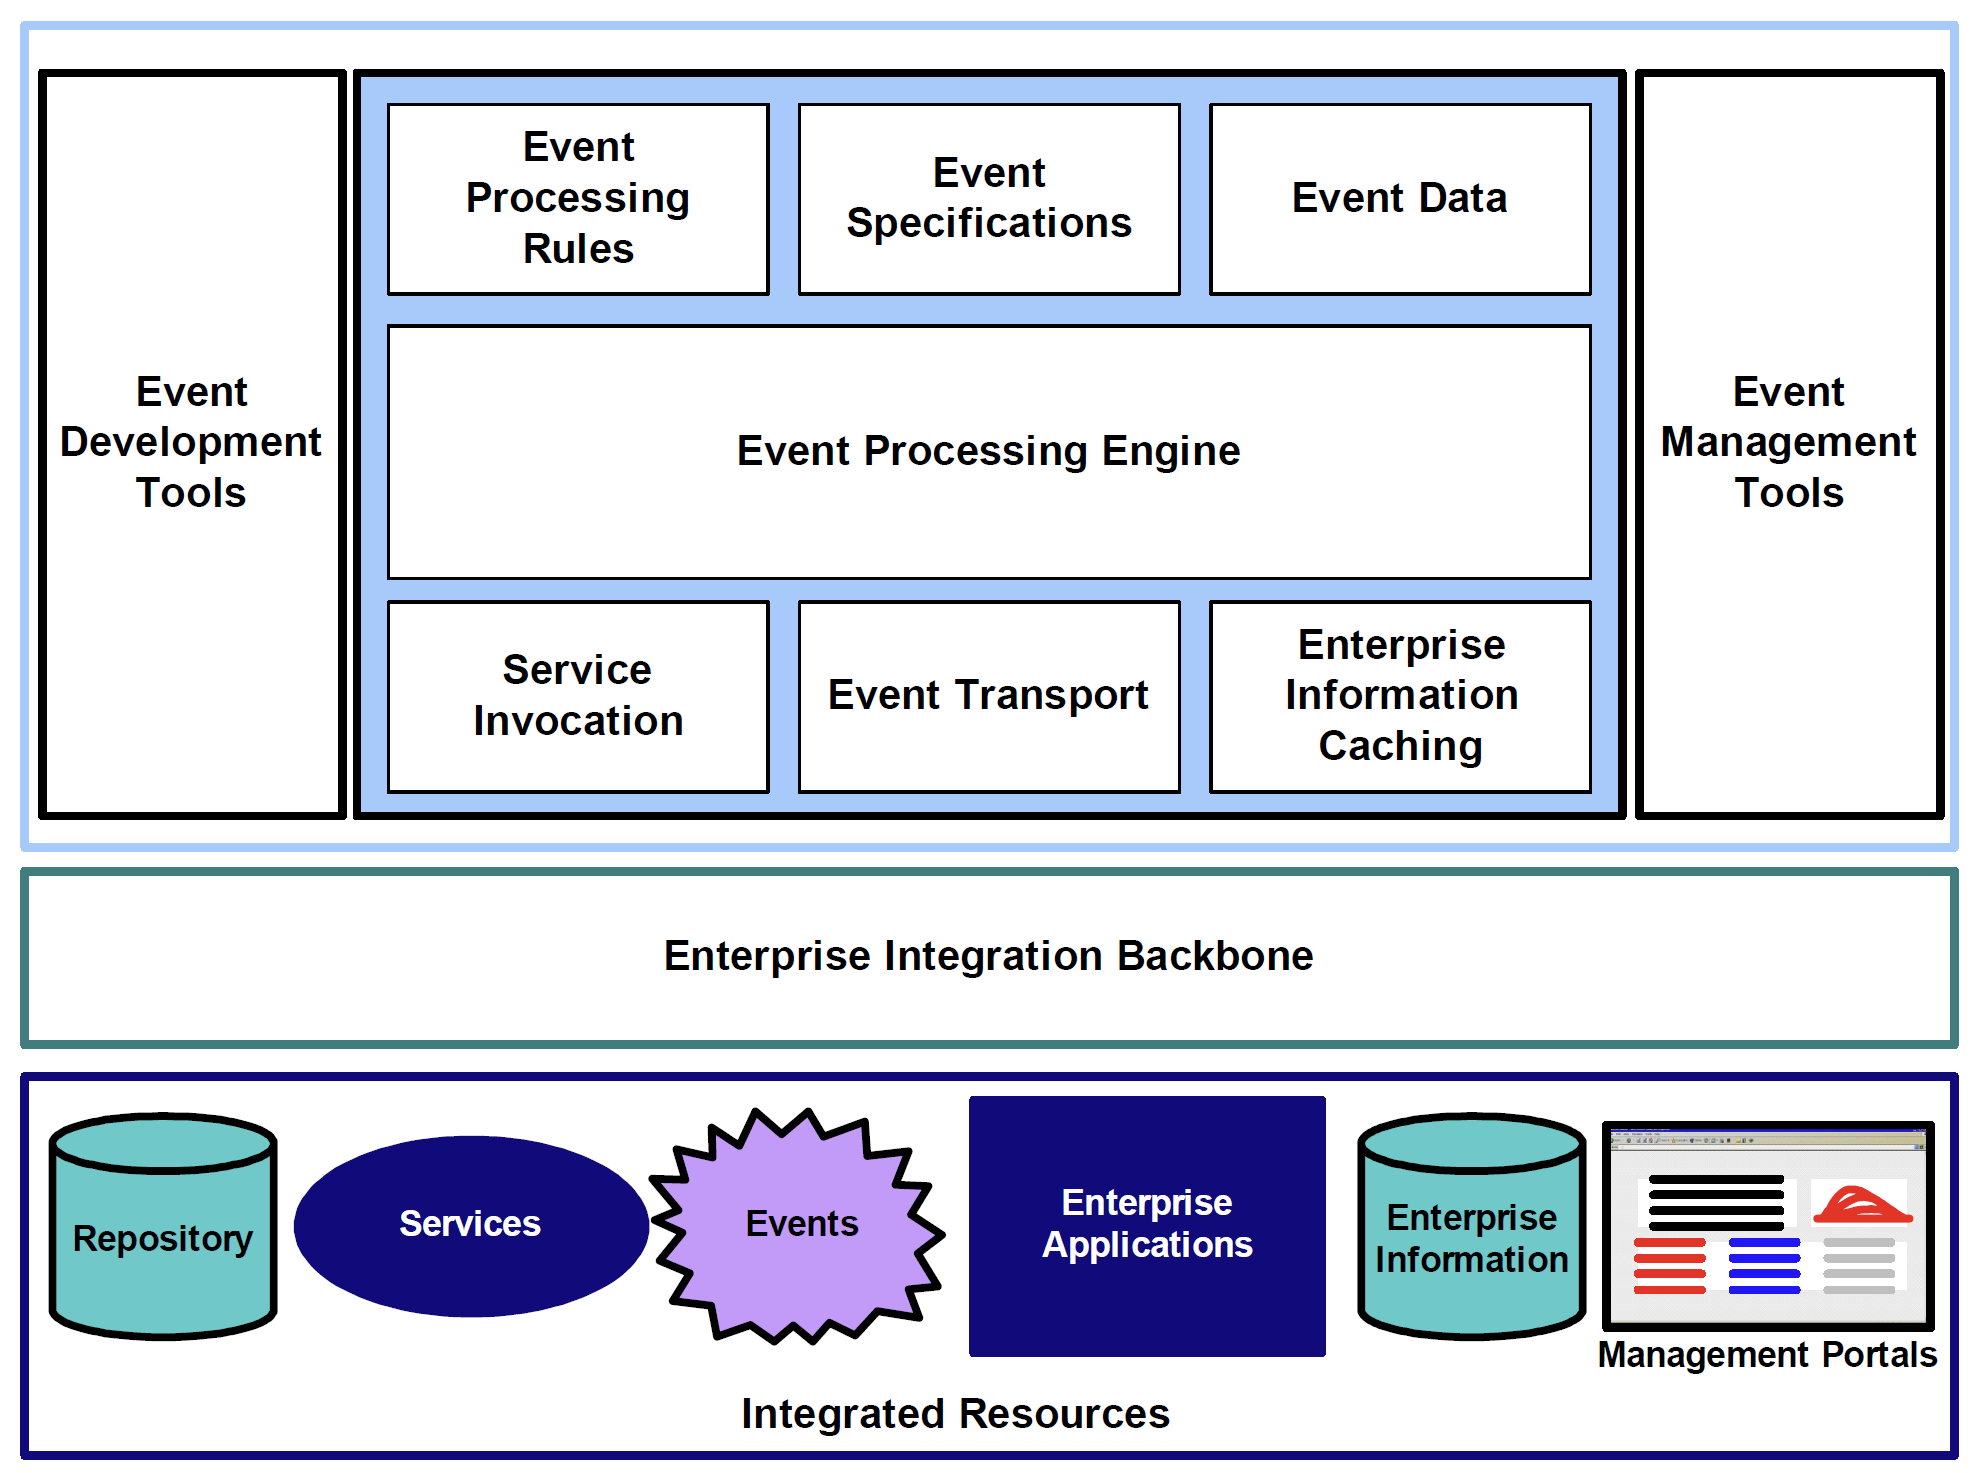 Event
Processing
Rules
Event
Specifications
Event Data
Event
Development
Tools
Event Processing Engine
Event
Management
Tools
Service
Invocation
Event Transport
Enterprise
Information
Caching
Enterprise Integration Backbone
Repository
Services
Events
Enterprise
Applications
Enterprise
Information
Management Portals
Integrated Resources